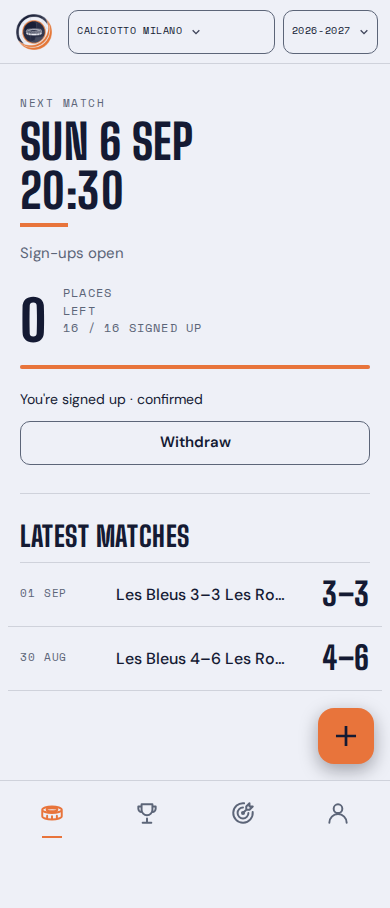 CALCIOTTO MILANO
2026-2027
NEXT MATCH
SUN 6 SEP
20:30
Sign-ups open
0
PLACES
LEFT
16 / 16 SIGNED UP
You're signed up · confirmed
Withdraw
LATEST MATCHES
01 SEP
Les Bleus 3–3 Les Ro...
3–3
30 AUG
Les Bleus 4–6 Les Ro...
4–6